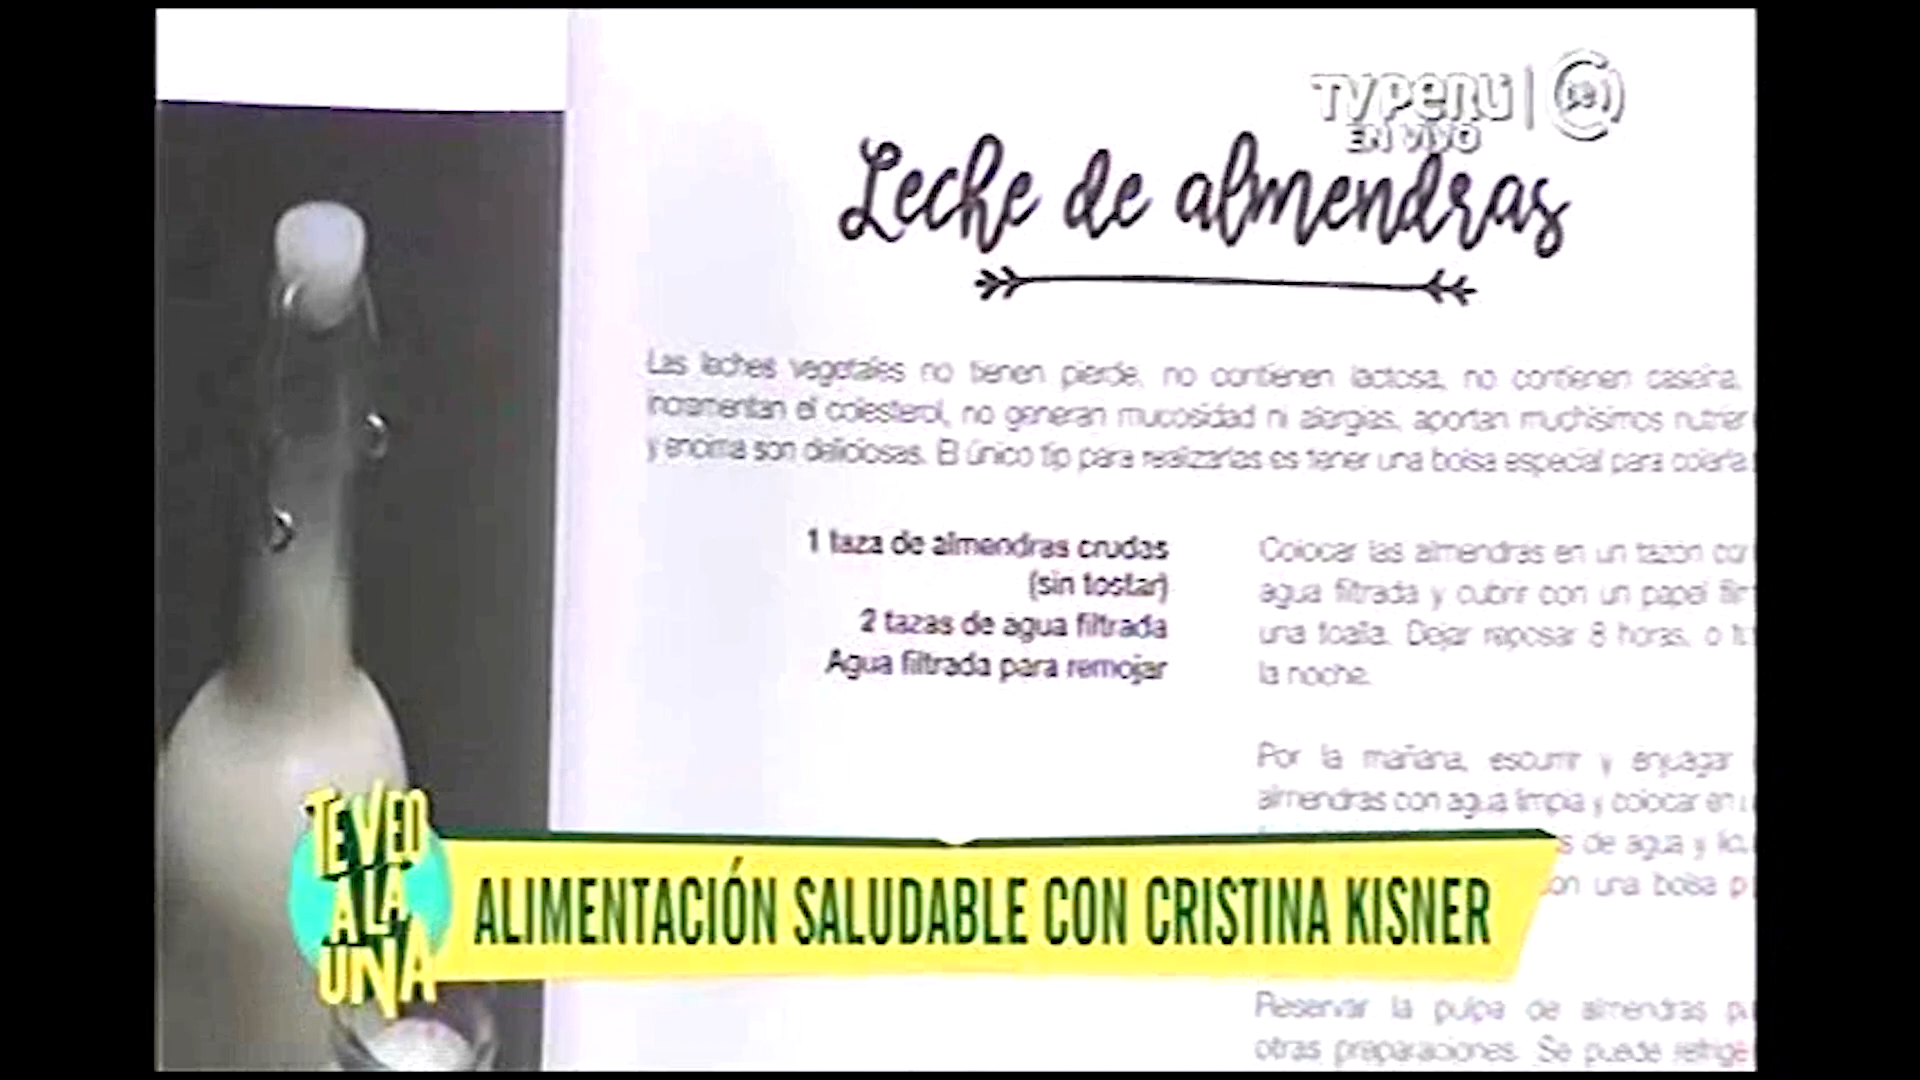 TVPERÚ
EN VIVO
Leche de almendras
Las leches vegetales no tienen pierde, no contienen lactosa, no contienen caseína,
incrementan el colesterol, no generan mucosidad ni alergias, aportan muchísimos
y encima son deliciosas. El único tip para realizarlas es tener una bolsa especial para
1 taza de almendras crudas
(sin tostar)
2 tazas de agua filtrada
Agua filtrada para remojar
Colocar las almendras en un tazón
agua filtrada y cubrir con un papel
una toalla. Dejar reposar 8 horas, o
la noche.
Por la mañana, escurrir y enjuagar
almendras con agua limpia y colocar en
de agua y
una bolsa
Reservar la pulpa de almendras
otras preparaciones. Se puede
TE VEO
A LA
UNA
ALIMENTACIÓN SALUDABLE CON CRISTINA KISNER